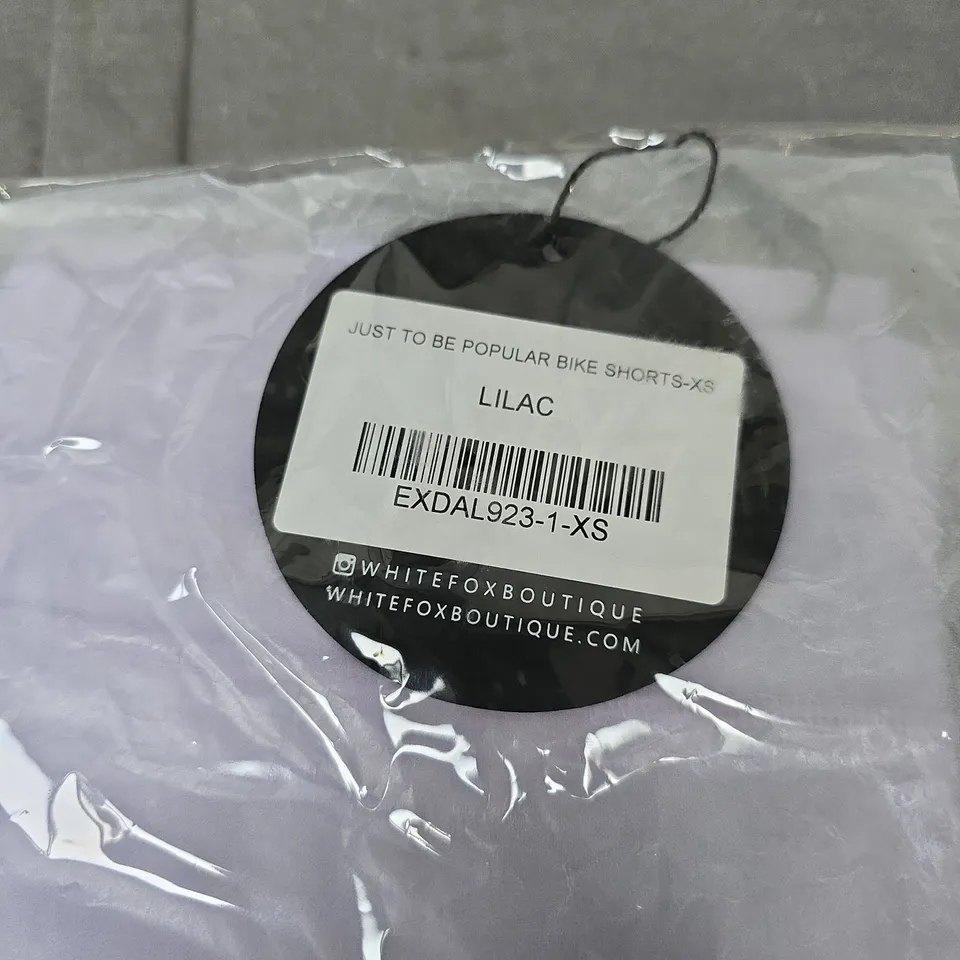 JUST TO BE POPULAR BIKE SHORTS-XS
LILAC
EXDAL923-1-XS
WHITEFOXBOUTIQUE
WHITEFOXBOUTIQUE.COM